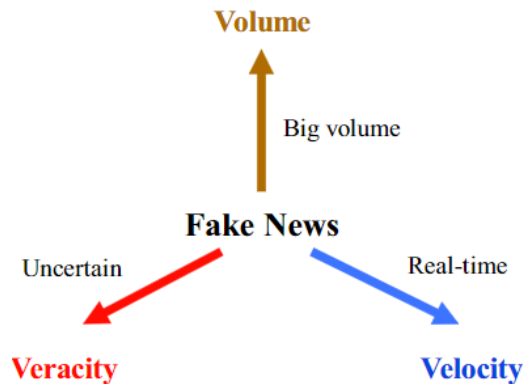 Volume
Big volume
Fake News
Uncertain
Real-time
Veracity
Velocity